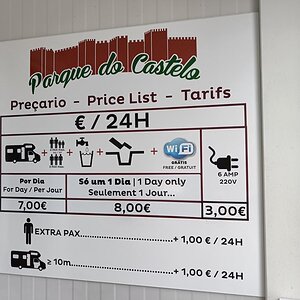 Parque do Castelo
Preçario - Price List - Tarifs
€ / 24H
WiFi
GRÁTIS
FREE / GRATUIT
6 AMP
220V
Por Dia
For Day / Per Jour
Só um 1 Dia | 1 Day only
Seulement 1 Jour...
7,00€
8,00€
3,00€
EXTRA PAX.......................+ 1,00 € / 24H
≥ 10m..........................+ 1,00 € / 24H